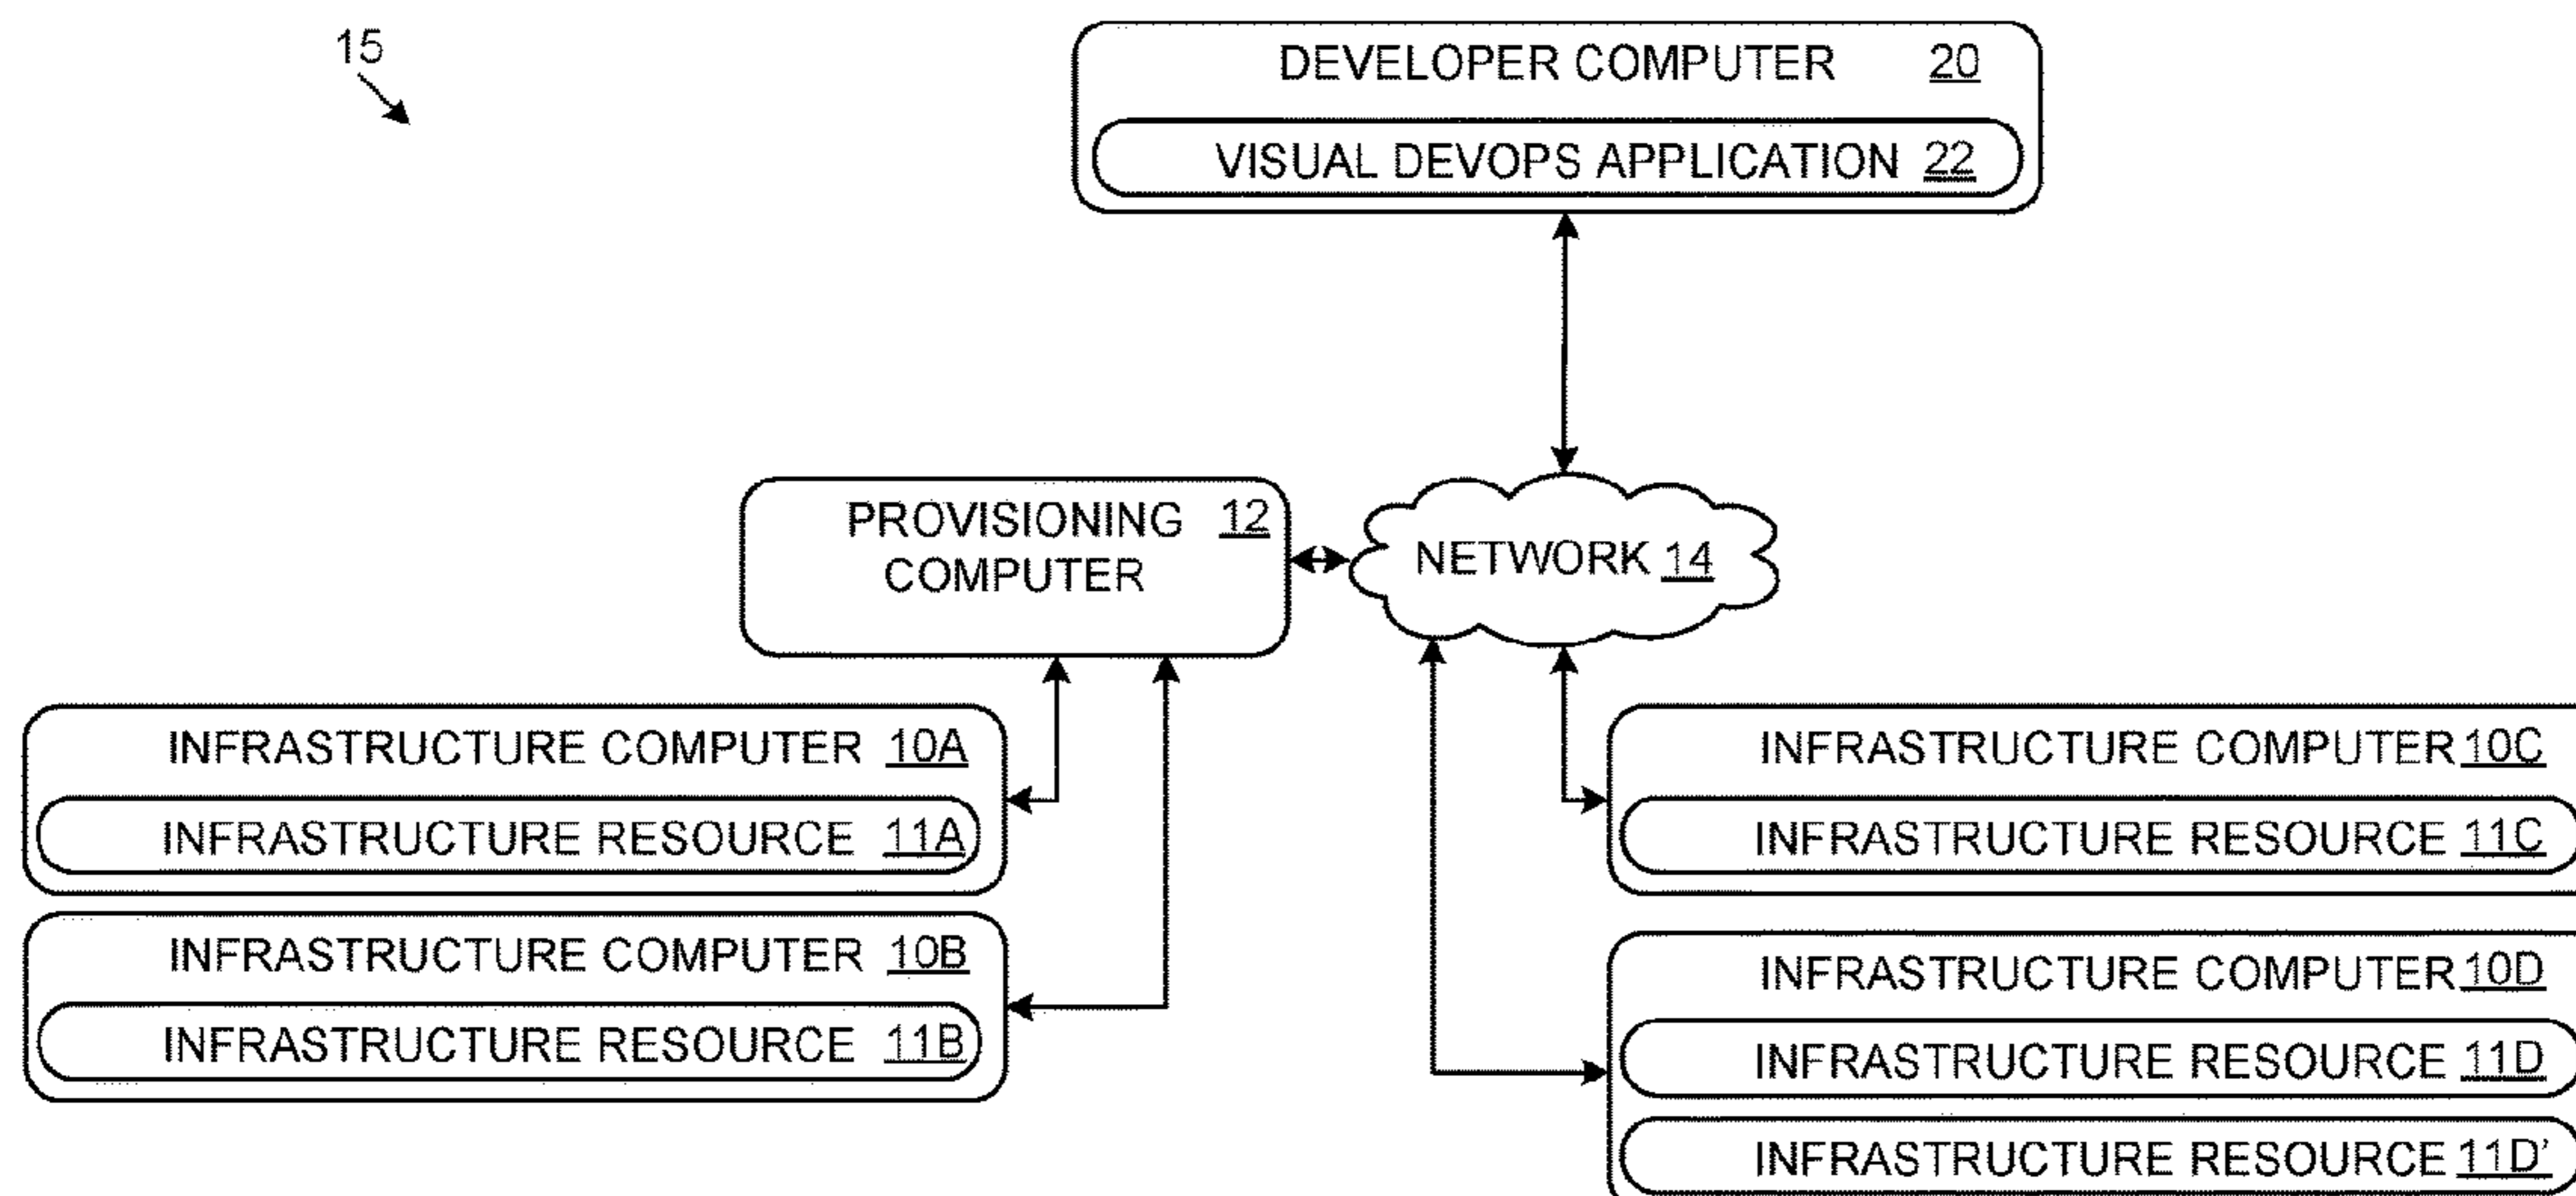 15
DEVELOPER COMPUTER 20
VISUAL DEVOPS APPLICATION 22
PROVISIONING 12
COMPUTER
NETWORK 14
INFRASTRUCTURE COMPUTER 10A
INFRASTRUCTURE RESOURCE 11A
INFRASTRUCTURE COMPUTER 10B
INFRASTRUCTURE RESOURCE 11B
INFRASTRUCTURE COMPUTER 10C
INFRASTRUCTURE RESOURCE 11C
INFRASTRUCTURE COMPUTER 10D
INFRASTRUCTURE RESOURCE 11D
INFRASTRUCTURE RESOURCE 11D'